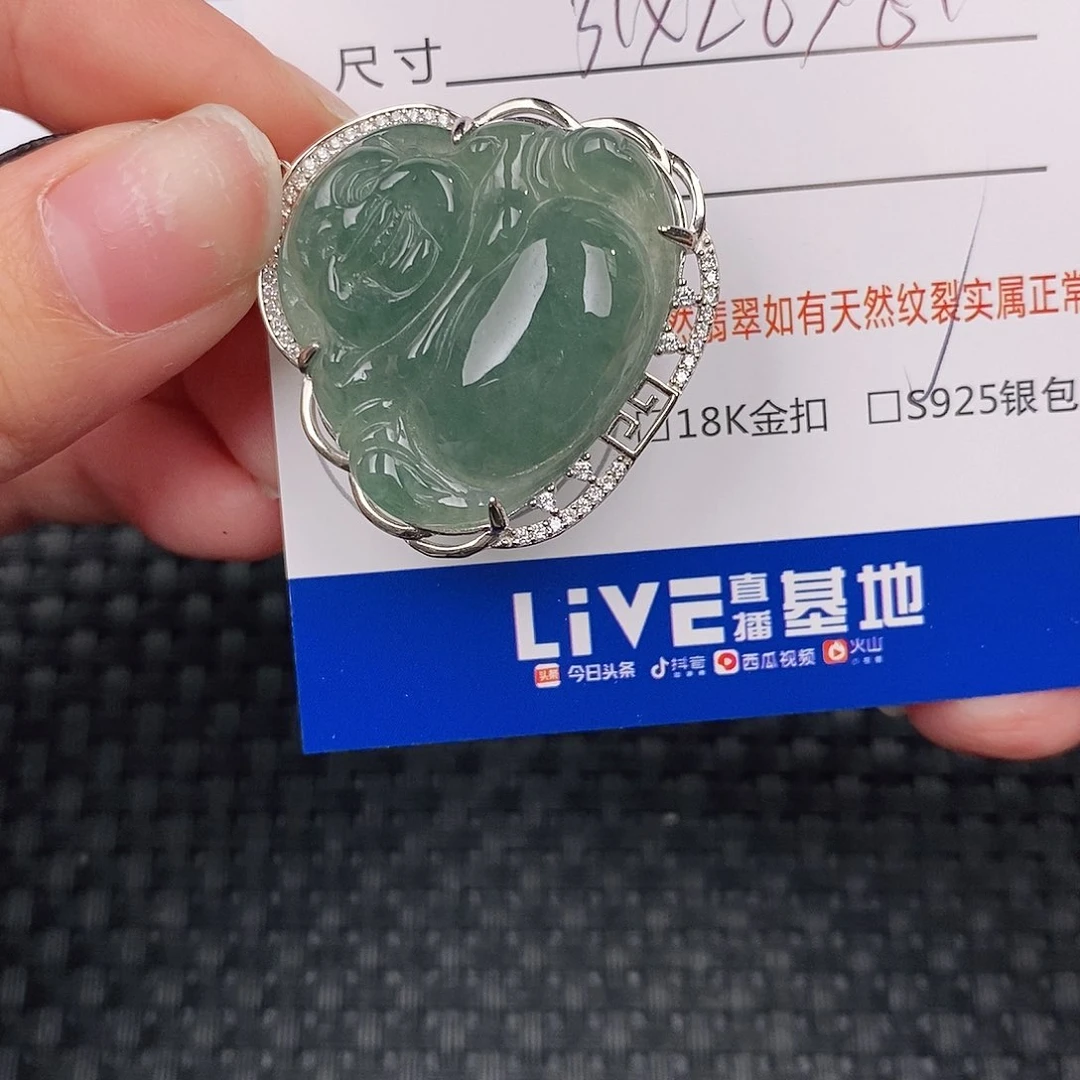 尺寸
翡翠如有天然纹裂实属正常
□18K金扣 □S925银包
LiVE直播基地
头条 今日头条 抖音 西瓜视频 火山